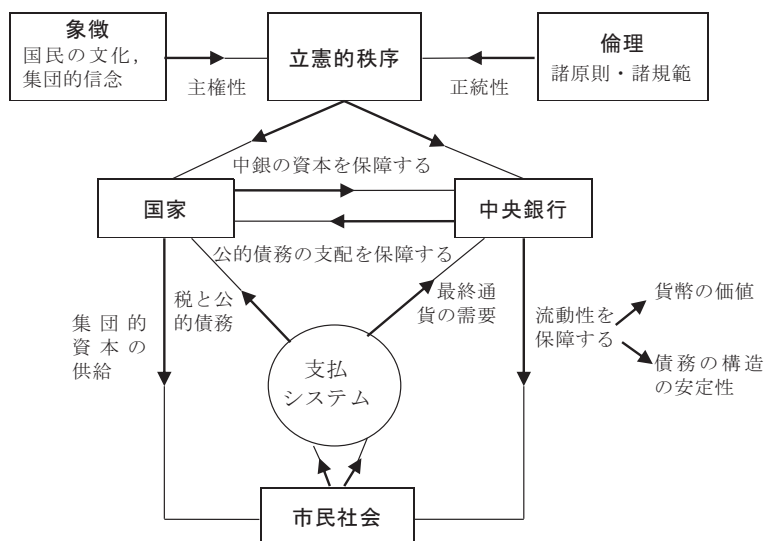 象徴
国民の文化,
集団的信念
主権性
立憲的秩序
正統性
倫理
諸原則・諸規範
中銀の資本を保障する
国家
中央銀行
公的債務の支配を保障する
集団的
資本の
供給
税と公
的債務
最終通
貨の需要
流動性を
保障する
貨幣の価値
債務の構造
の安定性
支払
システム
市民社会